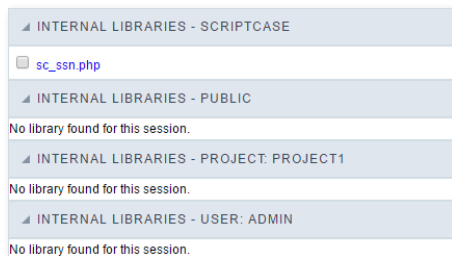 INTERNAL LIBRARIES - SCRIPTCASE
sc_ssn.php
INTERNAL LIBRARIES - PUBLIC
No library found for this session.
INTERNAL LIBRARIES - PROJECT: PROJECT1
No library found for this session.
INTERNAL LIBRARIES - USER: ADMIN
No library found for this session.